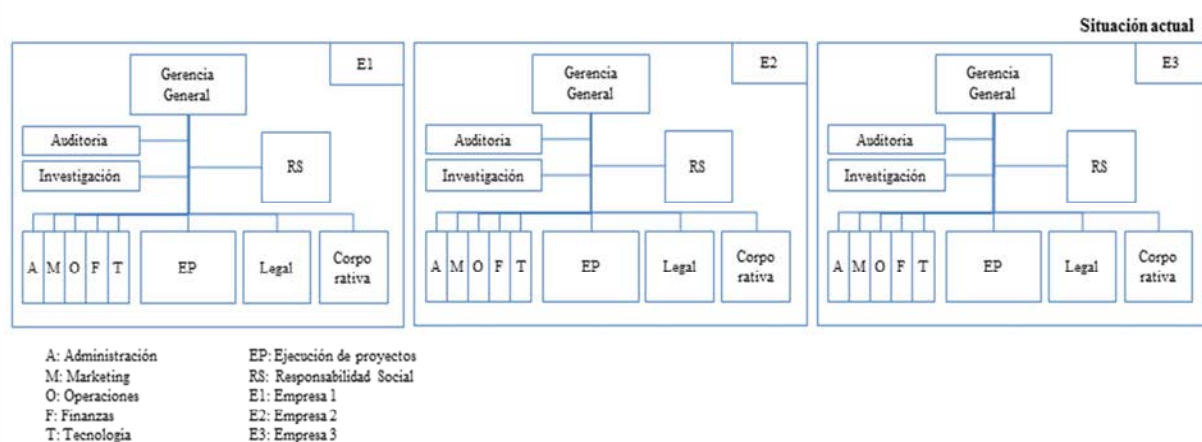 Situación actual
E1
Gerencia
General
Auditoria
Investigación
RS
A M O F T
EP
Legal
Corpo
rativa
E2
Gerencia
General
Auditoria
Investigación
RS
A M O F T
EP
Legal
Corpo
rativa
E3
Gerencia
General
Auditoria
Investigación
RS
A M O F T
EP
Legal
Corpo
rativa
A: Administración
M: Marketing
O: Operaciones
F: Finanzas
T: Tecnologia
EP: Ejecución de proyectos
RS: Responsabilidad Social
E1: Empresa 1
E2: Empresa 2
E3: Empresa 3